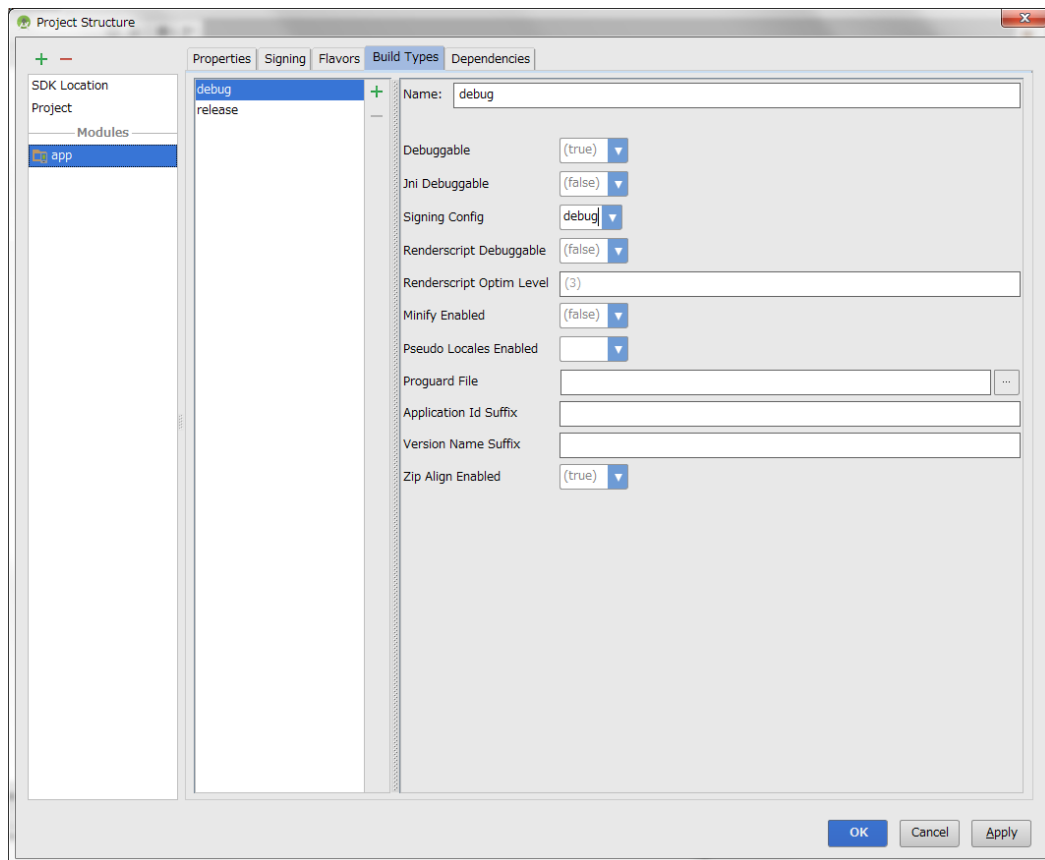 Project Structure
Properties Signing Flavors Build Types Dependencies
SDK Location
Project
Modules
app
debug
release
Name: debug
Debuggable (true)
Jni Debuggable (false)
Signing Config debug
Renderscript Debuggable (false)
Renderscript Optim Level (3)
Minify Enabled (false)
Pseudo Locales Enabled
Proguard File ...
Application Id Suffix
Version Name Suffix
Zip Align Enabled (true)
OK Cancel Apply